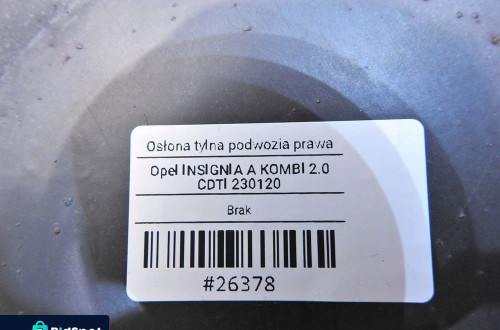 Osłona tylna podwozia prawa
Opel INSIGNIA A KOMBI 2.0
CDTI 230120
Brak
#26378